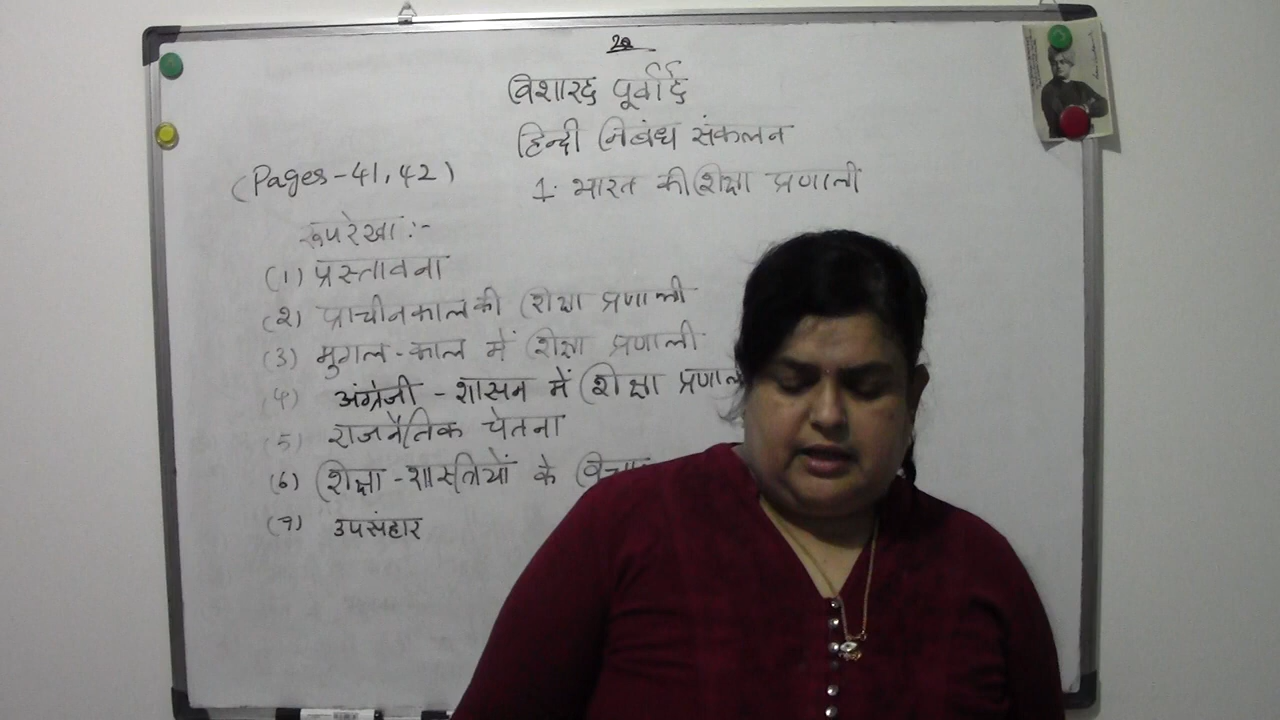 विशारद पूर्वार्द्ध
हिन्दी निबंध संकलन
(Pages-41,42)
1. भारत की शिक्षा प्रणाली
रूपरेखा :-
(1) प्रस्तावना
(2) प्राचीनकाल की शिक्षा प्रणाली
(3) मुगल-काल में शिक्षा प्रणाली
(4) अंग्रेजी - शासन में शिक्षा प्रणाल
(5) राजनैतिक चेतना
(6) शिक्षा-शास्त्रियों के विचा
(7) उपसंहार